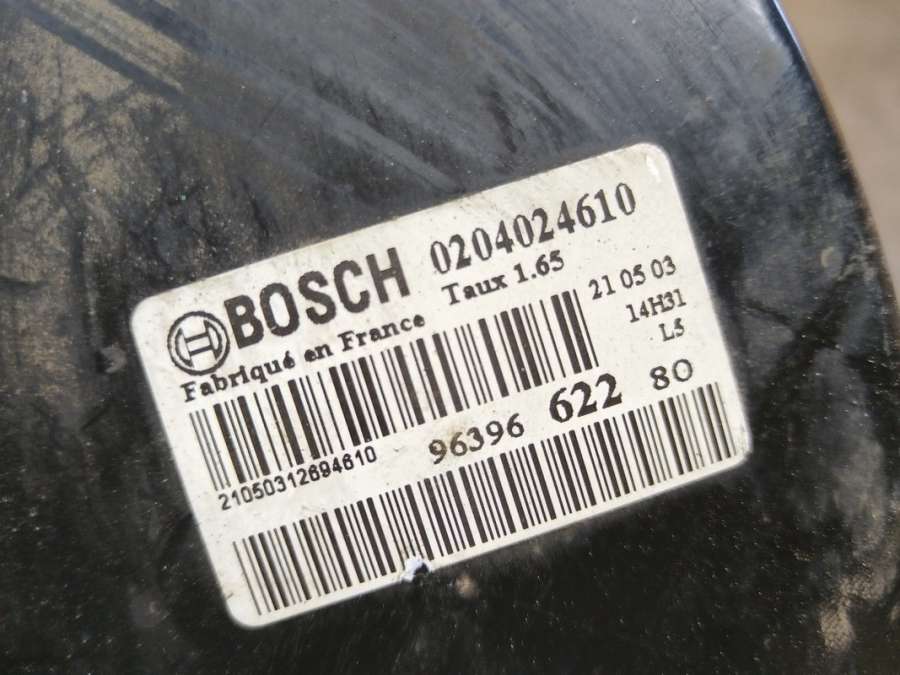 BOSCH 0204024610
Fabriqué en France Taux 1.65 21 05 03
14H31
L5
21050312694610 96396 622 80